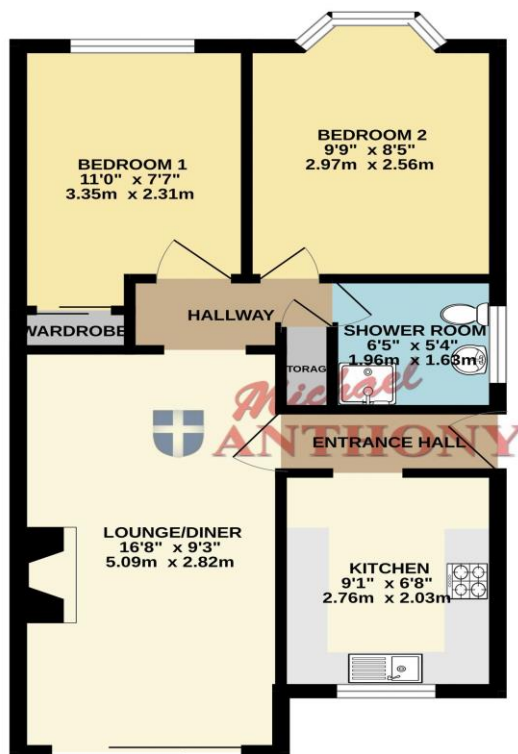 BEDROOM 1
11'0" x 7'7"
3.35m x 2.31m
BEDROOM 2
9'9" x 8'5"
2.97m x 2.56m
WARDROBE
HALLWAY
SHOWER ROOM
6'5" x 5'4"
1.96m x 1.63m
TORAG
Michael
ANTHONY
ENTRANCE HALL
LOUNGE/DINER
16'8" x 9'3"
5.09m x 2.82m
KITCHEN
9'1" x 6'8"
2.76m x 2.03m